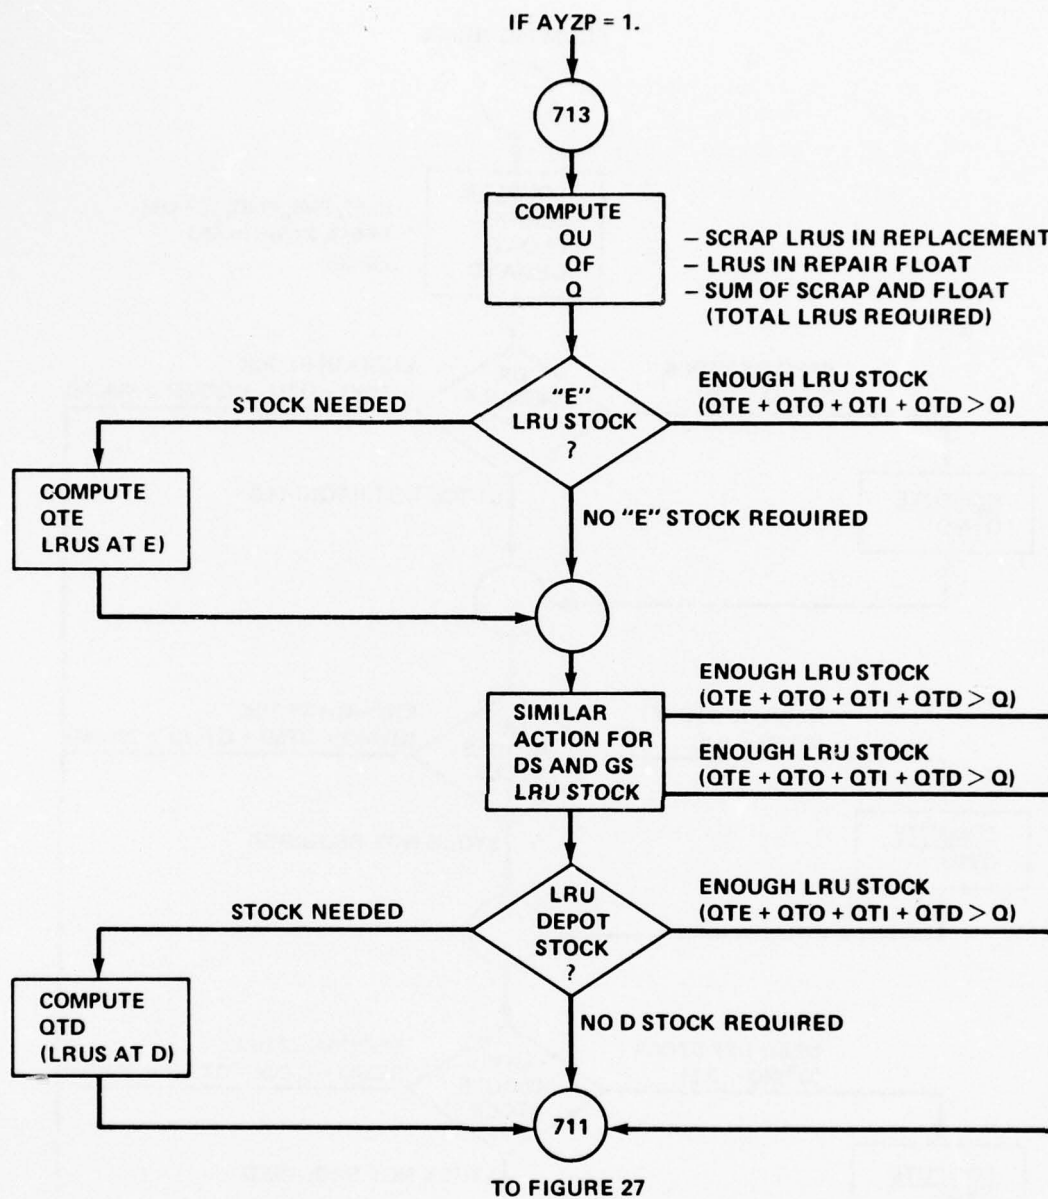 IF AYZP = 1.
713
COMPUTE
QU
QF
Q
– SCRAP LRUS IN REPLACEMENT
– LRUS IN REPAIR FLOAT
– SUM OF SCRAP AND FLOAT
(TOTAL LRUS REQUIRED)
"E"
LRU STOCK
?
STOCK NEEDED
ENOUGH LRU STOCK
(QTE + QTO + QTI + QTD > Q)
COMPUTE
QTE
LRUS AT E)
NO "E" STOCK REQUIRED
SIMILAR
ACTION FOR
DS AND GS
LRU STOCK
ENOUGH LRU STOCK
(QTE + QTO + QTI + QTD > Q)
ENOUGH LRU STOCK
(QTE + QTO + QTI + QTD > Q)
LRU
DEPOT
STOCK
?
STOCK NEEDED
ENOUGH LRU STOCK
(QTE + QTO + QTI + QTD > Q)
COMPUTE
QTD
(LRUS AT D)
NO D STOCK REQUIRED
711
TO FIGURE 27